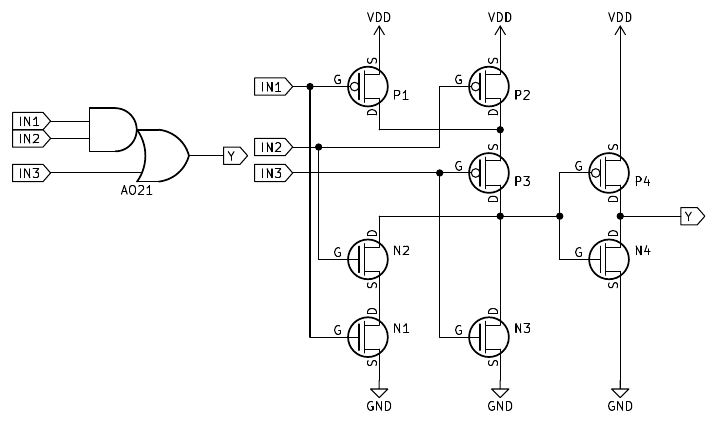 VDD VDD VDD
S S
IN1 G P1 G P2
D D
IN1
IN2
IN2
S S
IN3 Y IN3 G P3 G P4 Y
AO21
D D
D D
G N2 G N4
S S
D D
G N1 G N3
S S
GND GND GND